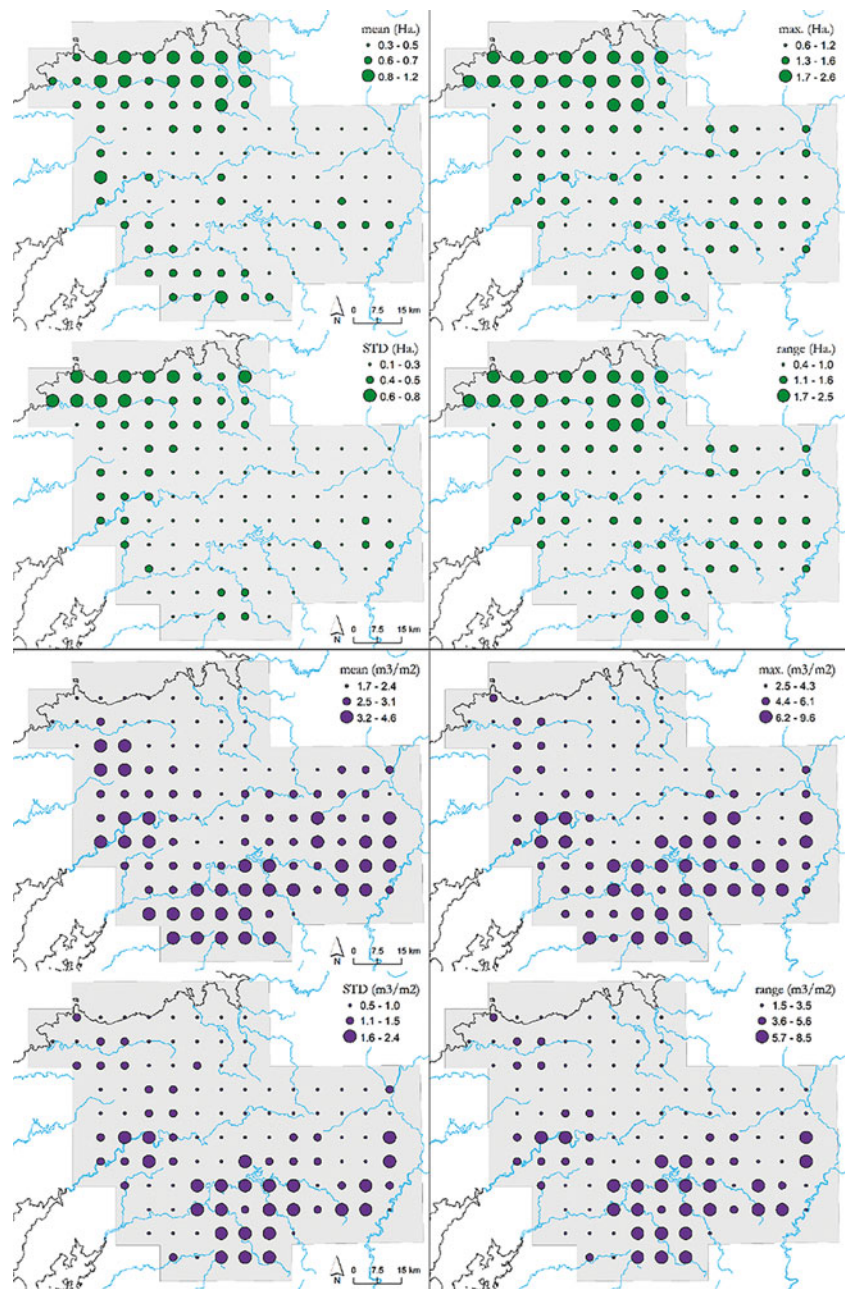 mean (Ha.)
0.3 - 0.5
0.6 - 0.7
0.8 - 1.2
N
0 7.5 15 km
max. (Ha.)
0.6 - 1.2
1.3 - 1.6
1.7 - 2.6
STD (Ha.)
0.1 - 0.3
0.4 - 0.5
0.6 - 0.8
N
0 7.5 15 km
range (Ha.)
0.4 - 1.0
1.1 - 1.6
1.7 - 2.5
mean (m3/m2)
1.7 - 2.4
2.5 - 3.1
3.2 - 4.6
N
0 7.5 15 km
max. (m3/m2)
2.5 - 4.3
4.4 - 6.1
6.2 - 9.6
STD (m3/m2)
0.5 - 1.0
1.1 - 1.5
1.6 - 2.4
N
0 7.5 15 km
range (m3/m2)
1.5 - 3.5
3.6 - 5.6
5.7 - 8.5